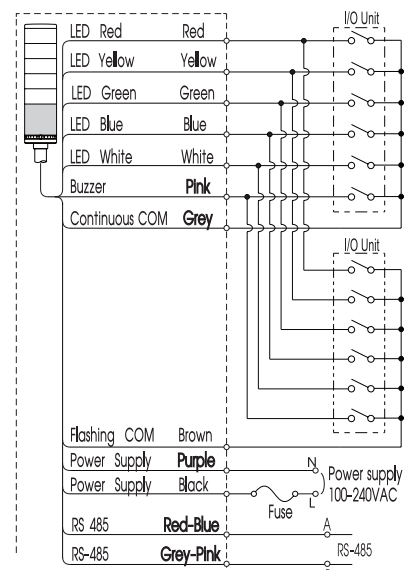 I/O Unit
LED Red Red
LED Yellow Yellow
LED Green Green
LED Blue Blue
LED White White
Buzzer Pink
Continuous COM Grey
I/O Unit
Flashing COM Brown
Power Supply Purple N
Power Supply Black L
Power supply
100-240VAC
Fuse
RS 485 Red-Blue A
RS-485 Grey-Pink
RS-485